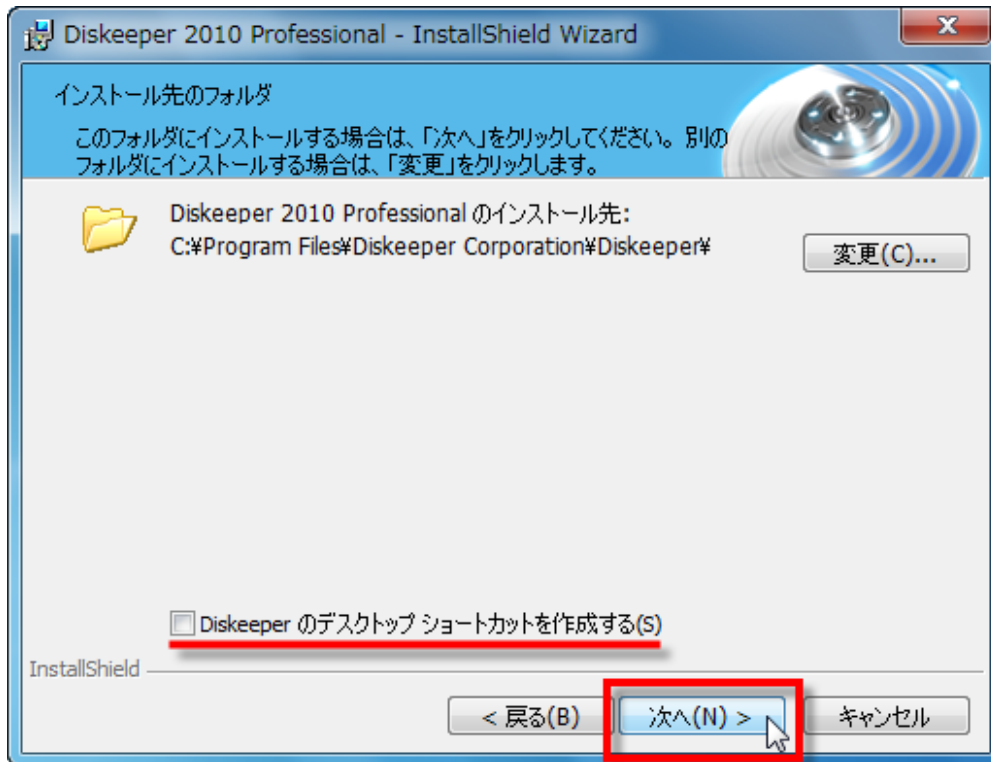 Diskeeper 2010 Professional - InstallShield Wizard
インストール先のフォルダ
このフォルダにインストールする場合は、「次へ」をクリックしてください。別の
フォルダにインストールする場合は、「変更」をクリックします。
Diskeeper 2010 Professional のインストール先:
C:¥Program Files¥Diskeeper Corporation¥Diskeeper¥
変更(C)...
Diskeeper のデスクトップ ショートカットを作成する(S)
InstallShield
< 戻る(B)
次へ(N) >
キャンセル